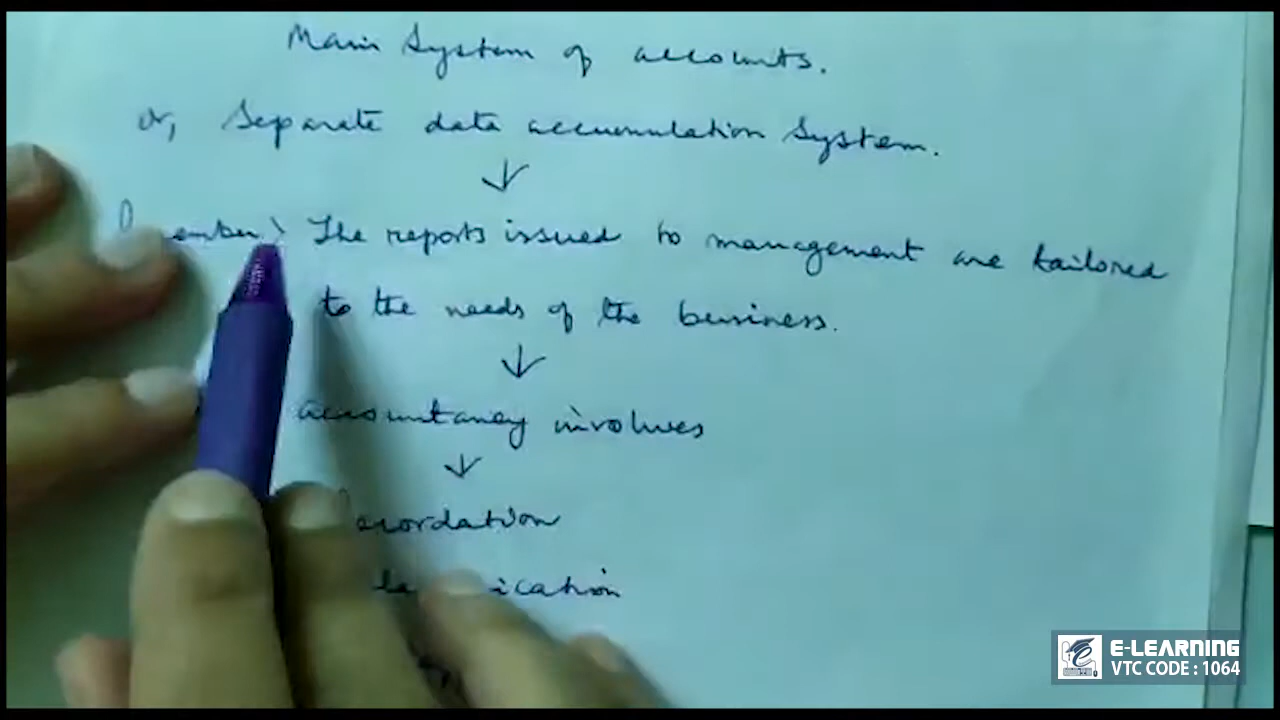 Main System of accounts.
or, Separate data accumulation System.
↓
The reports issued to management are tailored
to the needs of the business.
↓
accountancy involves
↓
E-LEARNING
VTC CODE : 1064